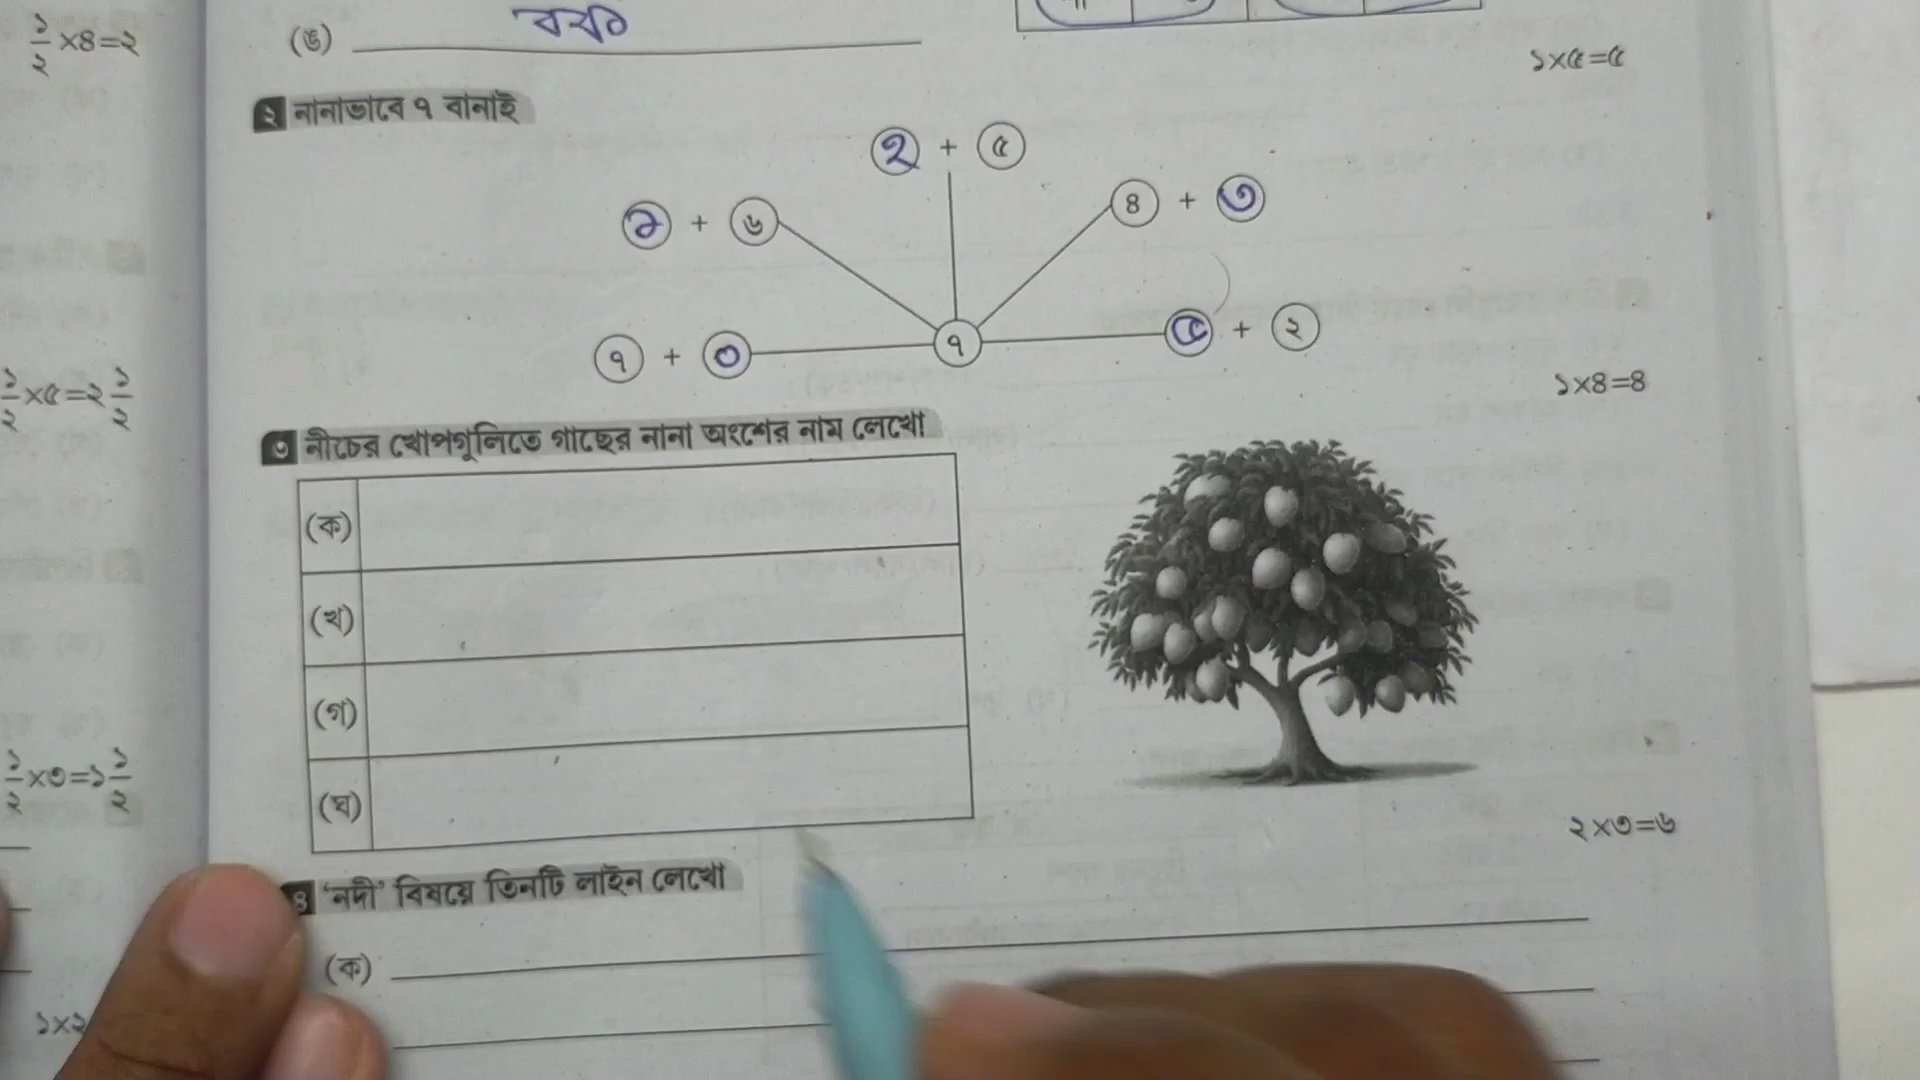 ১/২ ×৪=২
(ঙ)
১×৫=৫
২ নানাভাবে ৭ বানাই
২ + ৫
১ + ৬
৪ + ৩
৭ + ০
৭
৫ + ২
১/২ ×৫=২ ১/২
১×৪=৪
৩ নীচের খোপগুলিতে গাছের নানা অংশের নাম লেখো
(ক)
(খ)
(গ)
(ঘ)
১/২ ×৩=১ ১/২
২×৩=৬
৪ 'নদী' বিষয়ে তিনটি লাইন লেখো
(ক)
১×২